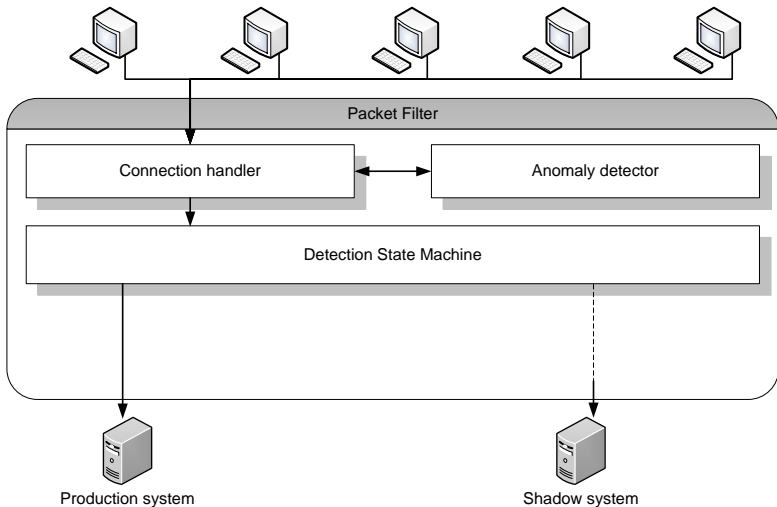 Packet Filter
Connection handler
Anomaly detector
Detection State Machine
Production system
Shadow system